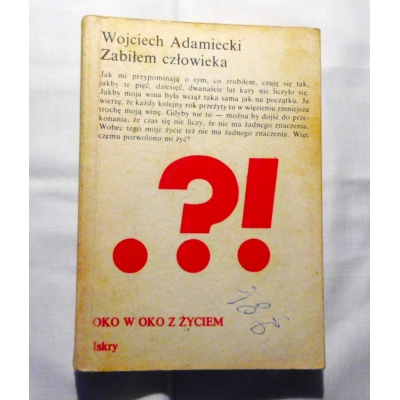 Wojciech Adamiecki
Zabiłem człowieka
Jak mi przypominają o tym, co zrobiłem, czuję się tak,
jakby te pięć, dziesięć, dwanaście lat kary nie liczyło się.
Jakby moja wina była wciąż taka sama jak na początku. Ja
wierzę, że każdy kolejny rok przeżyty tu w więzieniu zmniejsza
trochę moją winę. Gdyby nie to — można by dojść do prze-
konania, że czas się nie liczy, że nie ma żadnego znaczenia.
Wobec tego moje życie też nie ma żadnego znaczenia. Więc
czemu pozwolono mi żyć?
.?!
OKO W OKO Z ŻYCIEM
Iskry